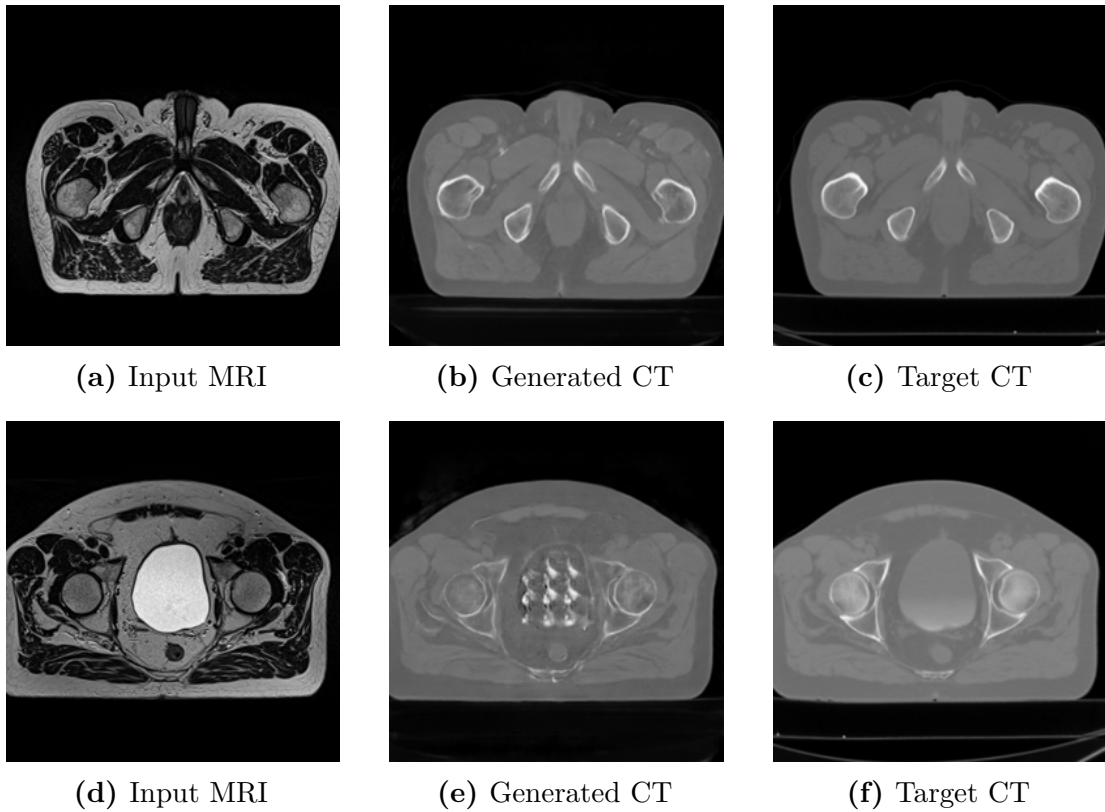 (a) Input MRI
(b) Generated CT
(c) Target CT
(d) Input MRI
(e) Generated CT
(f) Target CT